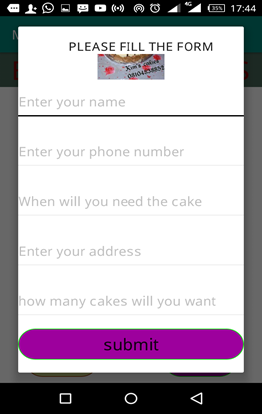 4G
35%
17:44
PLEASE FILL THE FORM
Enter your name
Enter your phone number
When will you need the cake
Enter your address
how many cakes will you want
submit